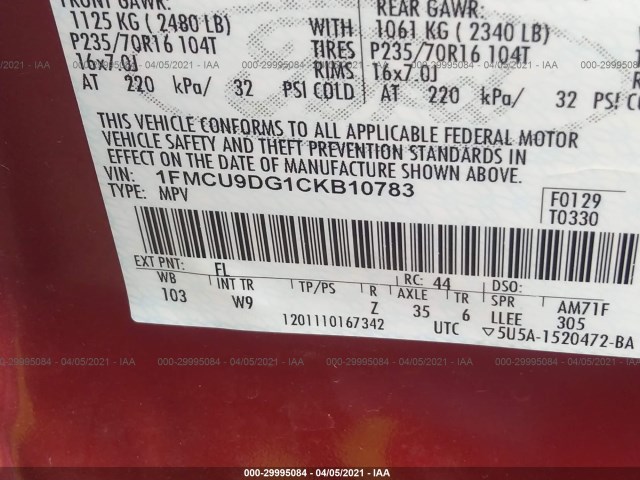 FRONT GAWR:
1125 KG ( 2480 LB)
P235/70R16 104T
16x7.0J
AT 220 kPa/ 32 PSI COLD
WITH
TIRES
RIMS
REAR GAWR:
1061 KG ( 2340 LB)
P235/70R16 104T
16x7.0J
AT 220 kPa/ 32 PSI COLD
THIS VEHICLE CONFORMS TO ALL APPLICABLE FEDERAL MOTOR
VEHICLE SAFETY AND THEFT PREVENTION STANDARDS IN
EFFECT ON THE DATE OF MANUFACTURE SHOWN ABOVE.
VIN: 1FMCU9DG1CKB10783
TYPE: MPV
F0129
T0330
EXT PNT: FL RC: 44 DSO:
WB INT TR TP/PS R AXLE TR SPR AM71F
103 W9 Z 35 6 LLEE 305
1201110167342 UTC ▽5U5A-1520472-BA
000-29995084 - 04/05/2021 - IAAI